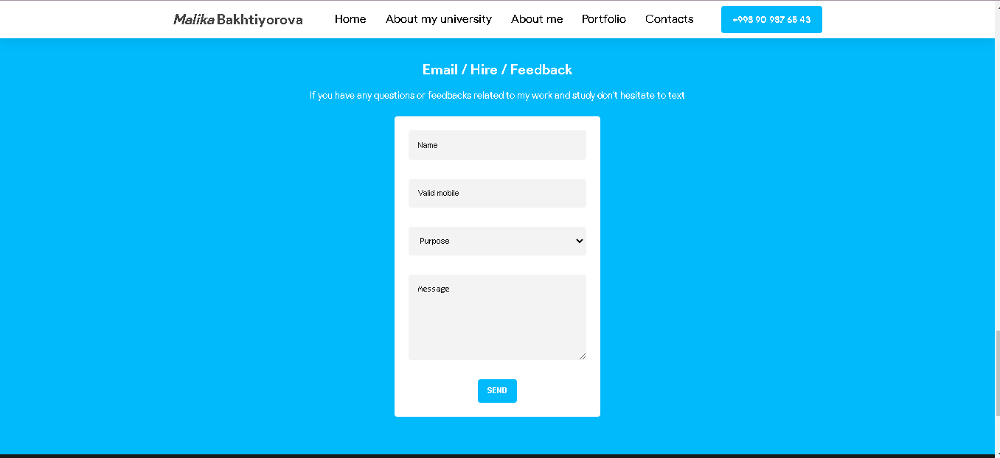 Malika Bakhtiyorova Home About my university About me Portfolio Contacts +998 90 987 65 43
Email / Hire / Feedback
If you have any questions or feedbacks related to my work and study don't hesitate to text
Name
Valid mobile
Purpose
Message
SEND